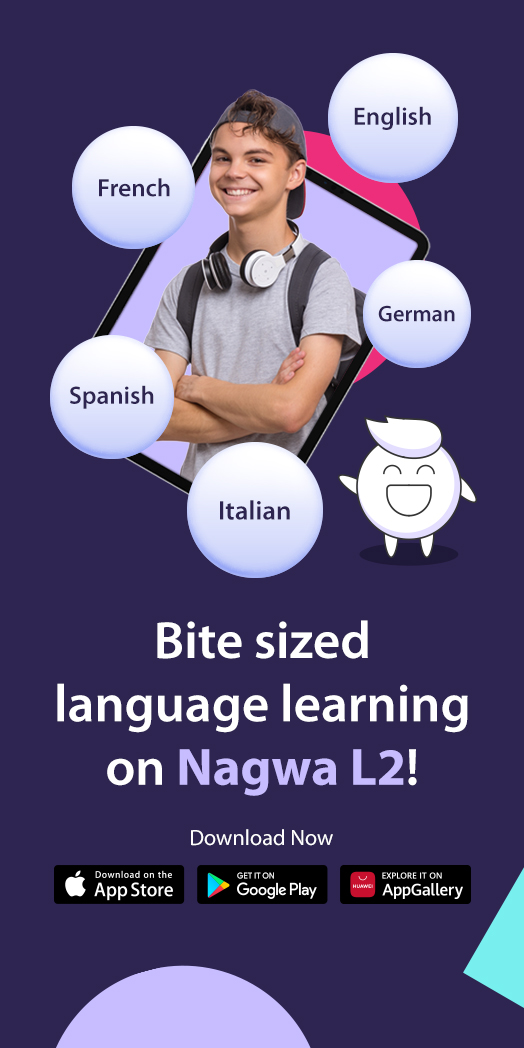 English
French
German
Spanish
Italian
Bite sized
language learning
on Nagwa L2!
Download Now
Download on the
App Store
GET IT ON
Google Play
HUAWEI
EXPLORE IT ON
AppGallery